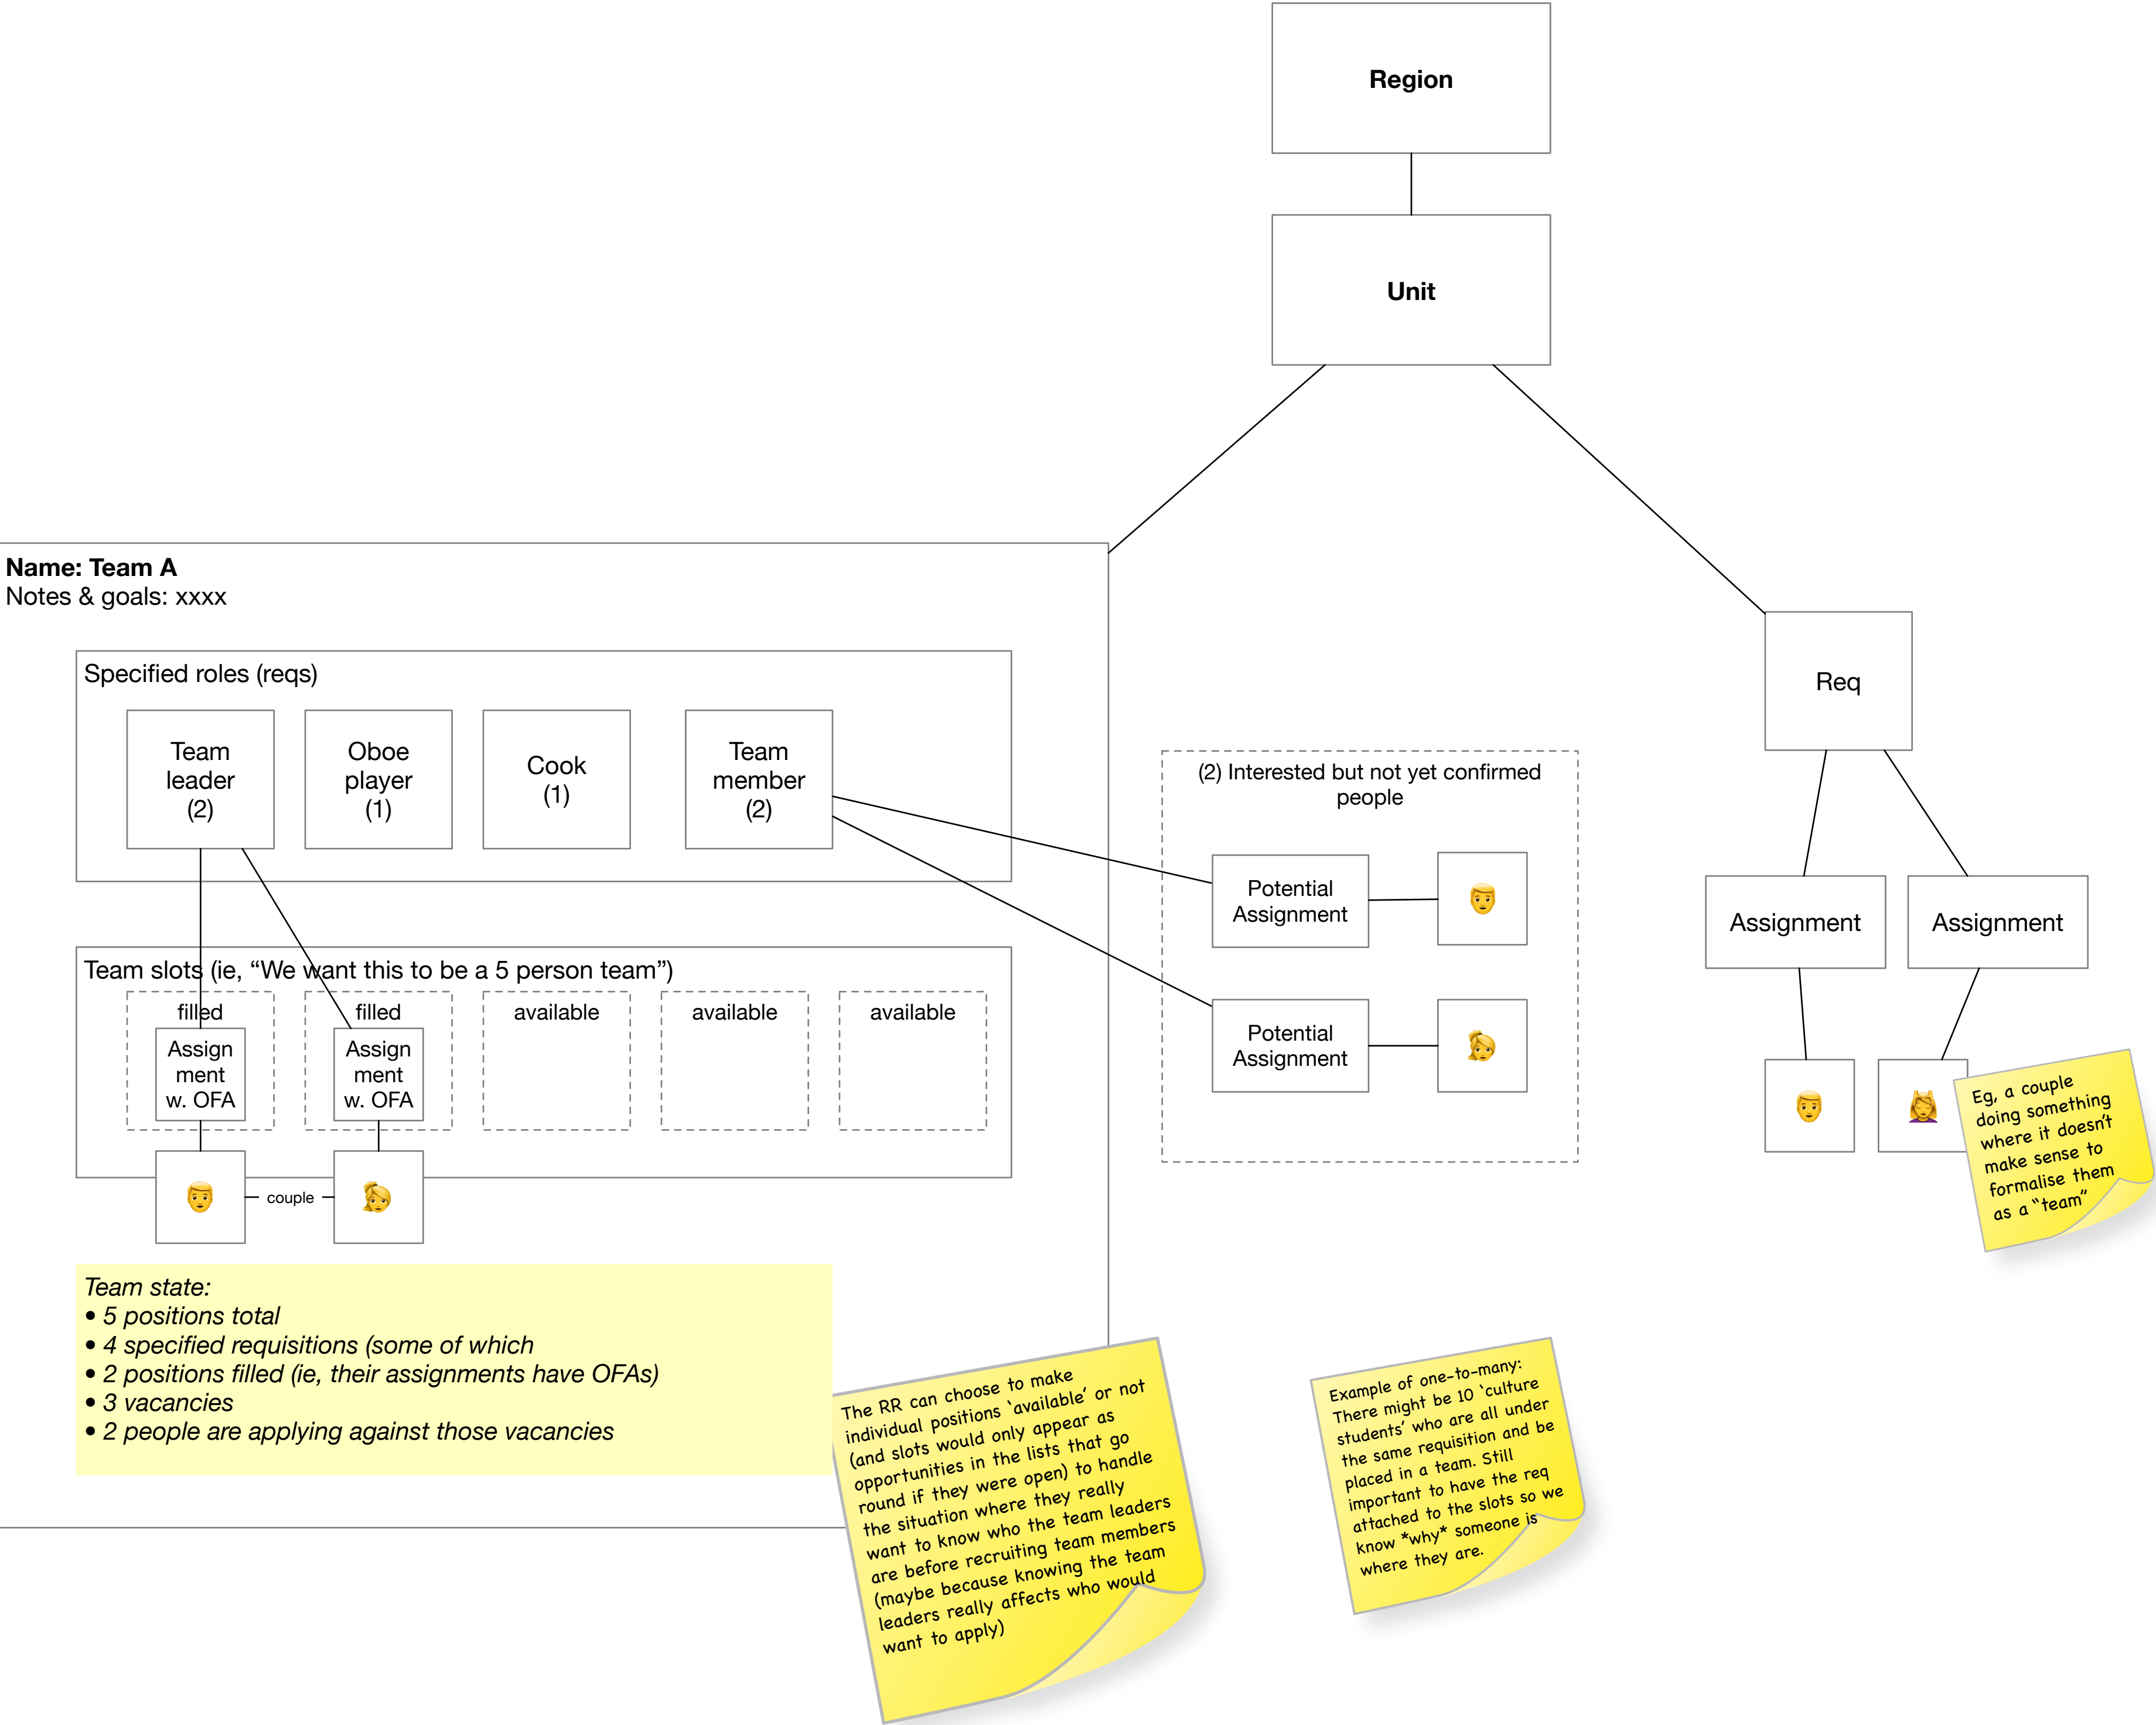 Region
Unit
Name: Team A
Notes & goals: xxxx
Specified roles (reqs)
Team
leader
(2)
Oboe
player
(1)
Cook
(1)
Team
member
(2)
Team slots (ie, “We want this to be a 5 person team”)
filled
Assign
ment
w. OFA
filled
Assign
ment
w. OFA
available
available
available
couple
Team state:
• 5 positions total
• 4 specified requisitions (some of which
• 2 positions filled (ie, their assignments have OFAs)
• 3 vacancies
• 2 people are applying against those vacancies
(2) Interested but not yet confirmed
people
Potential
Assignment
Potential
Assignment
Req
Assignment
Assignment
Eg, a couple
doing something
where it doesn’t
make sense to
formalise them
as a “team”
The RR can choose to make
individual positions ‘available’ or not
(and slots would only appear as
opportunities in the lists that go
round if they were open) to handle
the situation where they really
want to know who the team leaders
are before recruiting team members
(maybe because knowing the team
leaders really affects who would
want to apply)
Example of one-to-many:
There might be 10 ‘culture
students’ who are all under
the same requisition and be
placed in a team. Still
important to have the req
attached to the slots so we
know *why* someone is
where they are.